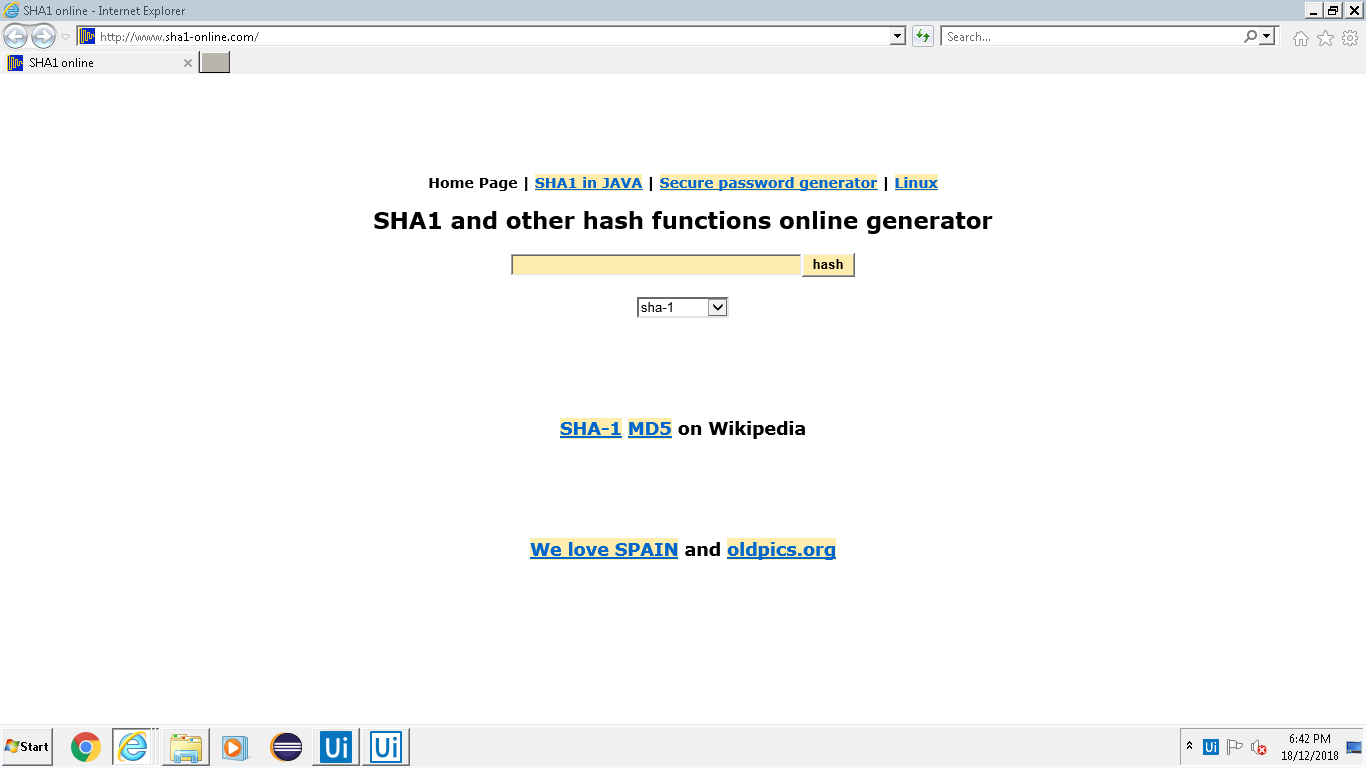 SHA1 online - Internet Explorer
http://www.sha1-online.com/
Search...
SHA1 online
Home Page | SHA1 in JAVA | Secure password generator | Linux
SHA1 and other hash functions online generator
hash
sha-1
SHA-1 MD5 on Wikipedia
We love SPAIN and oldpics.org
Start
Ui
Ui
Ui
6:42 PM
18/12/2018